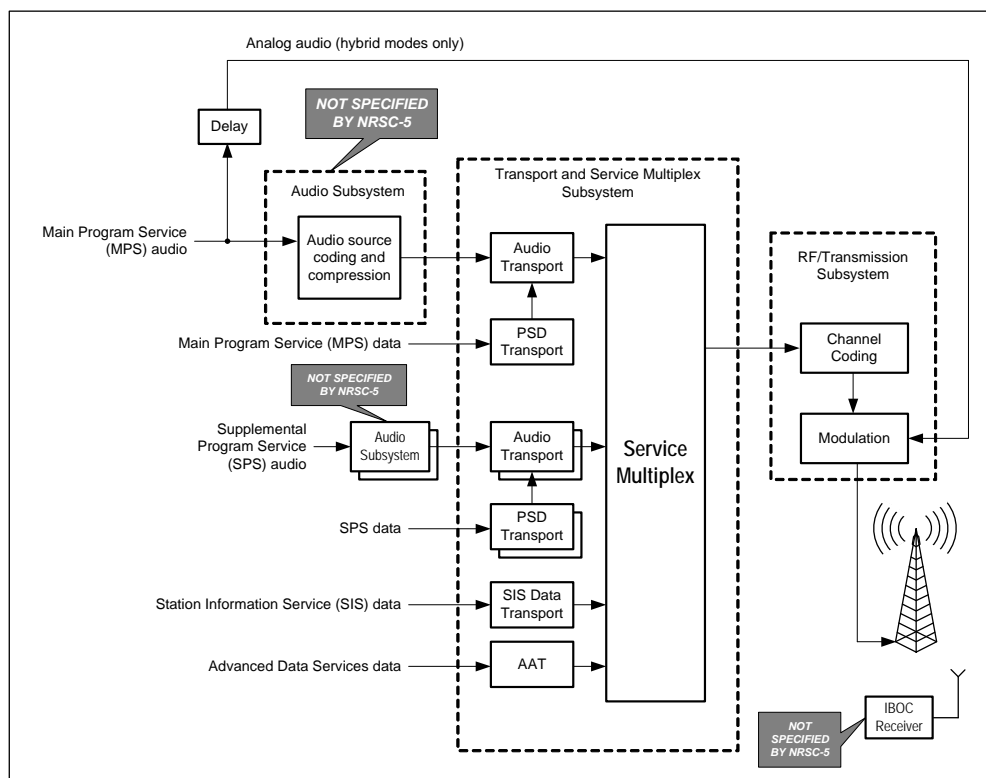 Analog audio (hybrid modes only)
NOT SPECIFIED
BY NRSC-5
Delay
Audio Subsystem
Transport and Service Multiplex
Subsystem
Main Program Service
(MPS) audio
Audio source
coding and
compression
Audio
Transport
RF/Transmission
Subsystem
Main Program Service (MPS) data
PSD
Transport
Channel
Coding
NOT SPECIFIED
BY NRSC-5
Supplemental
Program Service
(SPS) audio
Audio
Subsystem
Audio
Transport
Service
Multiplex
Modulation
SPS data
PSD
Transport
Station Information Service (SIS) data
SIS Data
Transport
Advanced Data Services data
AAT
NOT
SPECIFIED
BY NRSC-5
IBOC
Receiver